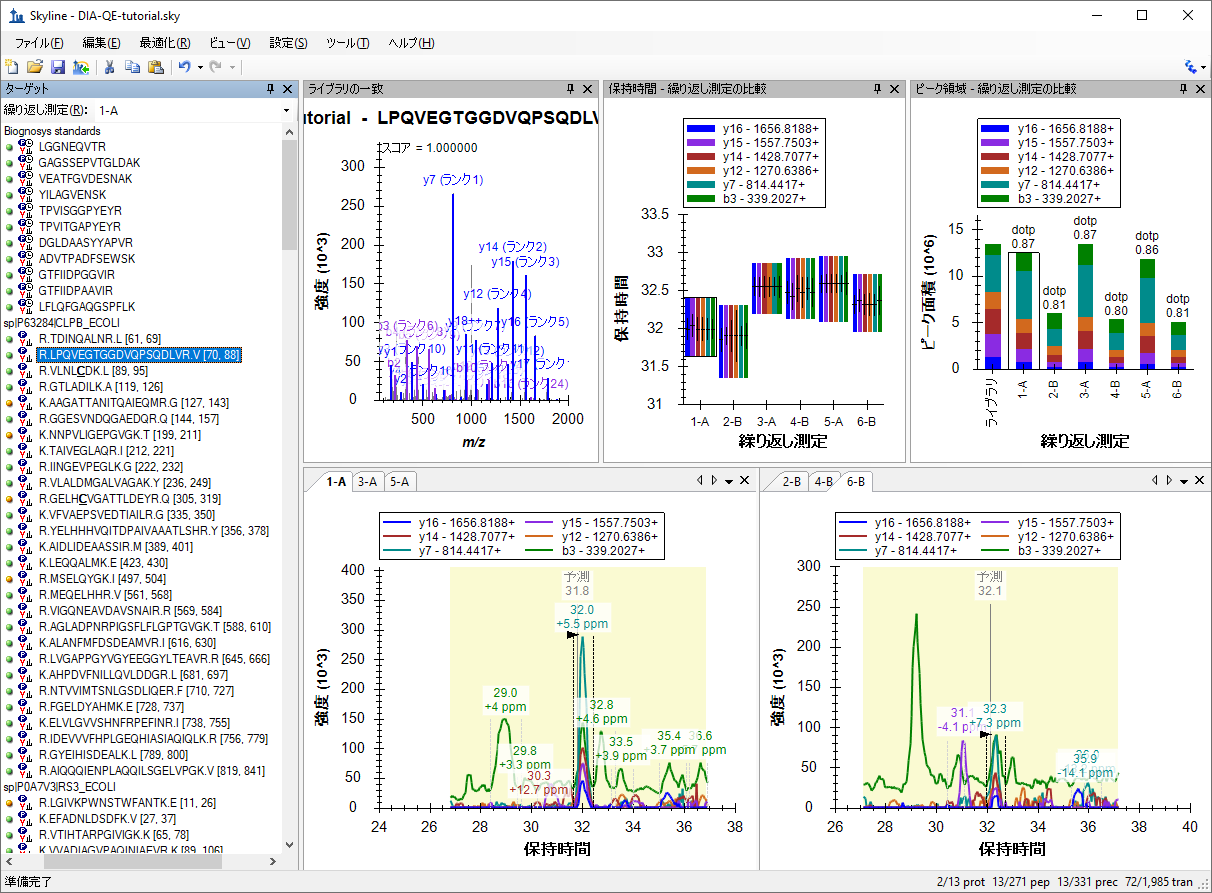 Skyline - DIA-QE-tutorial.sky
ファイル(F) 編集(E) 最適化(R) ビュー(V) 設定(S) ツール(T) ヘルプ(H)
ターゲット
繰り返し測定(R): 1-A
Biognosys standards
LGGNEQVTR
GAGSSEPVTGLDAK
VEATFGVDESNAK
YILAGVENSK
TPVISGGPYEYR
TPVITGAPYEYR
DGLDAASYYAPVR
ADVTPADFSEWSK
GTFIIDPGGVIR
GTFIIDPAAVIR
LFLQFGAQGSPFLK
sp|P63284|CLPB_ECOLI
R.TDINQALNR.L [61, 69]
R.LPQVEGTGGDVQPSQDLVR.V [70, 88]
R.VLNLCDK.L [89, 95]
R.GTLADILK.A [119, 126]
K.AAGATTANITQAIEQMR.G [127, 143]
R.GGESVNDQGAEDQR.Q [144, 157]
K.NNPVLIGEPGVGK.T [199, 211]
K.TAIVEGLAQR.I [212, 221]
R.IINGEVPEGLK.G [222, 232]
R.VLALDMGALVAGAK.Y [236, 249]
R.GELHCVGATTLDEYR.Q [305, 319]
K.VFVAEPSVEDTIAILR.G [335, 350]
R.YELHHHVQITDPAIVAAATLSHR.Y [356, 378]
K.AIDLIDEAASSIR.M [389, 401]
K.LEQQALMK.E [423, 430]
R.MSELQYGK.I [497, 504]
R.MEQELHHR.V [561, 568]
R.VIGQNEAVDAVSNAIR.R [569, 584]
R.AGLADPNRPIGSFLFLGPTGVGK.T [588, 610]
K.ALANFMFDSDEAMVR.I [616, 630]
R.LVGAPPGYVGYEEGGYLTEAVR.R [645, 666]
K.AHPDVFNILLQVLDDGR.L [681, 697]
R.NTVVIMTSNLGSDLIQER.F [710, 727]
R.FGELDYAHMK.E [728, 737]
K.ELVLGVVSHNFRPEFINR.I [738, 755]
R.IDEVVVFHPLGEQHIASIAQIQLK.R [756, 779]
R.GYEIHISDEALK.L [789, 800]
R.AIQQQIENPLAQQILSGELVPGK.V [819, 841]
sp|P0A7V3|RS3_ECOLI
R.LGIVKPWNSTWFANTK.E [11, 26]
K.EFADNLDSDFK.V [27, 37]
R.VTIHTARPGIVIGK.K [65, 78]
K.VVADIAGVPAQINIAEVR.K [89, 106]
ライブラリの一致
utorial - LPQVEGTGGDVQPSQDLV
スコア = 1.000000
y7 (ランク1)
y14 (ランク2)
y15 (ランク3)
y12 (ランク4)
y16 (ランク5)
強度 (10^3)
300
250
200
150
100
50
0
500 1000 1500 2000
m/z
保持時間 - 繰り返し測定の比較
y16 - 1656.8188+
y15 - 1557.7503+
y14 - 1428.7077+
y12 - 1270.6386+
y7 - 814.4417+
b3 - 339.2027+
保持時間
33.5
33
32.5
32
31.5
31
1-A 2-B 3-A 4-B 5-A 6-B
繰り返し測定
ピーク領域 - 繰り返し測定の比較
y16 - 1656.8188+
y15 - 1557.7503+
y14 - 1428.7077+
y12 - 1270.6386+
y7 - 814.4417+
b3 - 339.2027+
ピーク面積 (10^6)
15
10
5
0
dotp 0.87
dotp 0.81
dotp 0.87
dotp 0.80
dotp 0.86
dotp 0.81
ライブラリ 1-A 2-B 3-A 4-B 5-A 6-B
繰り返し測定
1-A 3-A 5-A
y16 - 1656.8188+ y15 - 1557.7503+
y14 - 1428.7077+ y12 - 1270.6386+
y7 - 814.4417+ b3 - 339.2027+
強度 (10^3)
400
350
300
250
200
150
100
50
0
予測
31.8
32.0
+5.5 ppm
29.0
+4 ppm
32.8
+4.6 ppm
29.8
+3.3 ppm
30.3
+12.7 ppm
33.5
+3.9 ppm
35.4
+3.7 ppm
24 26 28 30 32 34 36 38
保持時間
2-B 4-B 6-B
y16 - 1656.8188+ y15 - 1557.7503+
y14 - 1428.7077+ y12 - 1270.6386+
y7 - 814.4417+ b3 - 339.2027+
強度 (10^3)
300
250
200
150
100
50
0
予測
32.1
32.3
+7.3 ppm
35.9
-14.1 ppm
26 28 30 32 34 36 38 40
保持時間
準備完了
2/13 prot 13/271 pep 13/331 prec 72/1,985 tran